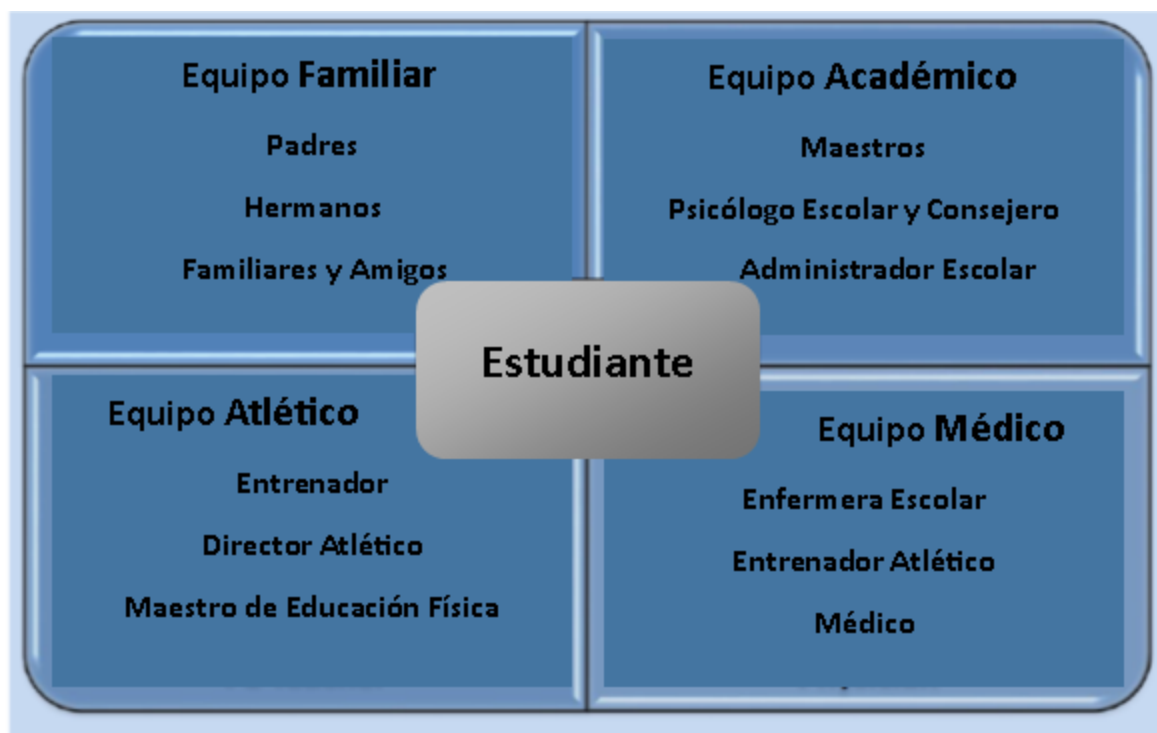 Equipo Familiar
Padres
Hermanos
Familiares y Amigos
Equipo Académico
Maestros
Psicólogo Escolar y Consejero
Administrador Escolar
Estudiante
Equipo Atlético
Entrenador
Director Atlético
Maestro de Educación Física
Equipo Médico
Enfermera Escolar
Entrenador Atlético
Médico